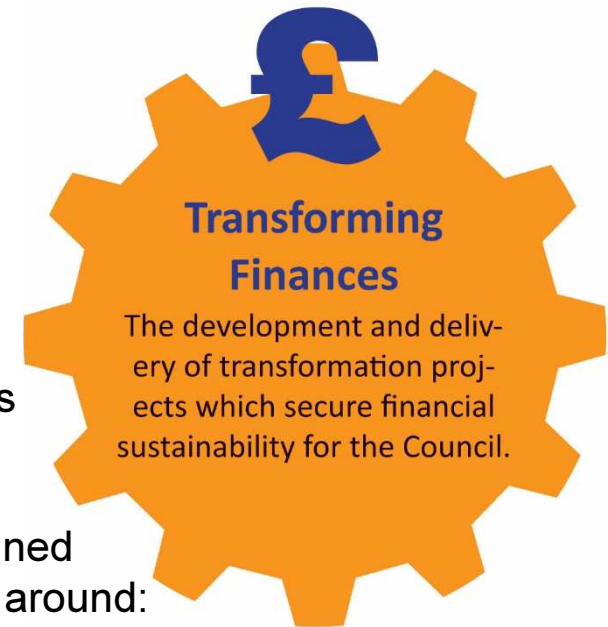 £
Transforming
Finances
The development and deliv-
ery of transformation proj-
ects which secure financial
sustainability for the Council.
s
ned
around: